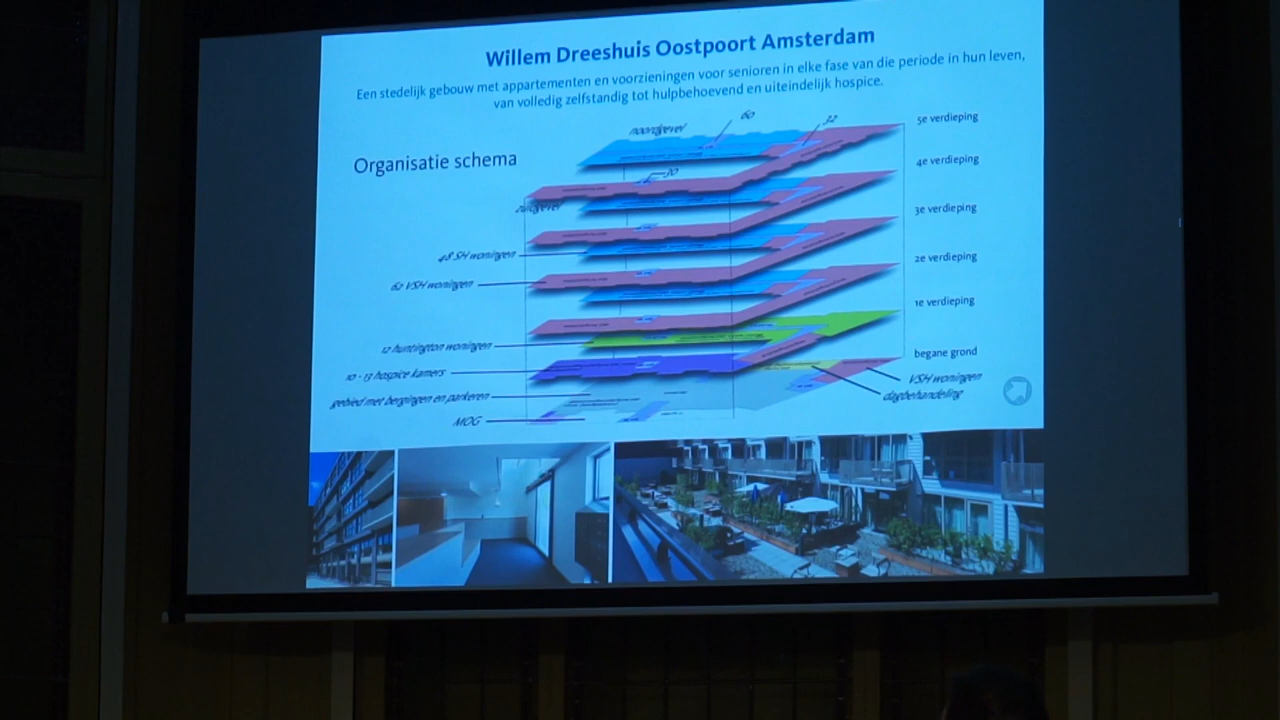 Willem Dreeshuis Oostpoort Amsterdam
Een stedelijk gebouw met appartementen en voorzieningen voor senioren in elke fase van die periode in hun leven,
van volledig zelfstandig tot hulpbehoevend en uiteindelijk hospice.
Organisatie schema
noordgevel
60
32
5e verdieping
30
4e verdieping
zuidgevel
3e verdieping
48 SH woningen
2e verdieping
62 VSH woningen
1e verdieping
12 huntington woningen
begane grond
10 - 13 hospice kamers
VSH woningen
gebied met bergingen en parkeren
dagbehandeling
MOG